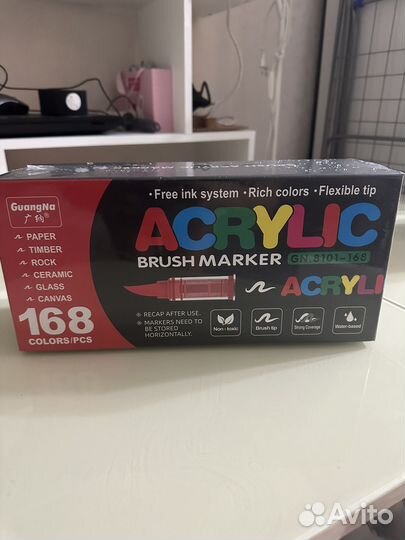 GuangNa
广纳®
PAPER
TIMBER
ROCK
CERAMIC
GLASS
CANVAS
168
COLORS/PCS
•Free ink system •Rich colors •Flexible tip
ACRYLIC
BRUSH MARKER GN.8101-168
ACRYLI
RECAP AFTER USE.
MARKERS NEED TO
BE STORED
HORIZONTALLY.
Non-toxic
Brush tip
Strong Coverage
Water-based
Avito